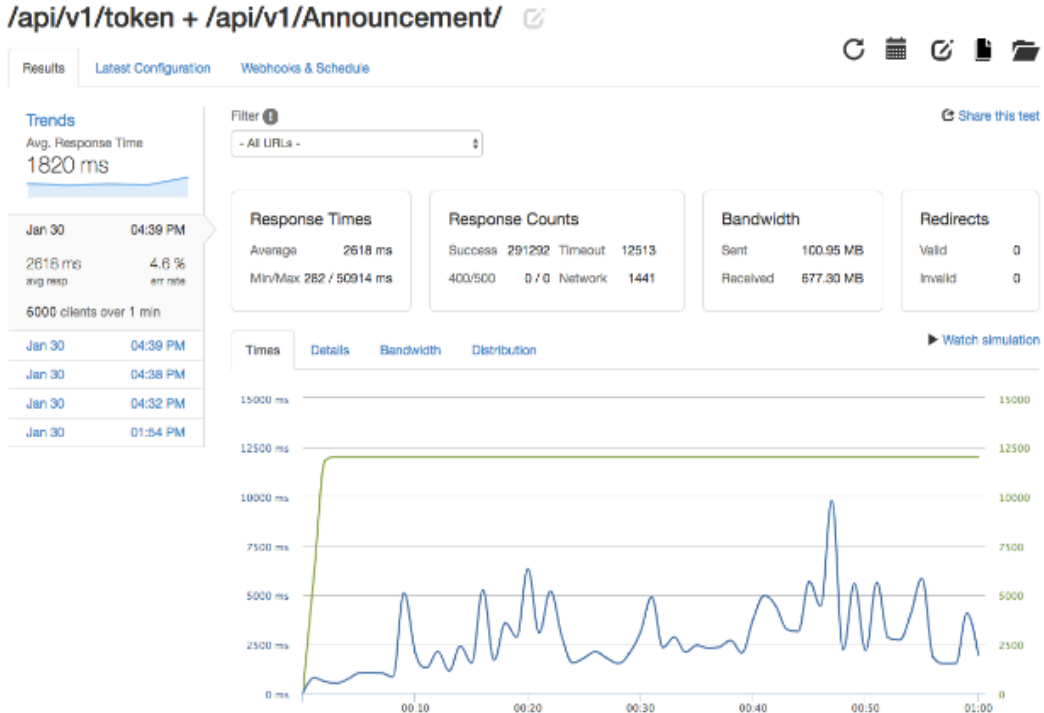 /api/v1/token + /api/v1/Announcement/
Results Latest Configuration Webhooks & Schedule
Trends
Avg. Response Time
1820 ms
Jan 30 04:39 PM
2618 ms 4.6 %
avg resp err rate
6000 clients over 1 min
Jan 30 04:39 PM
Jan 30 04:38 PM
Jan 30 04:32 PM
Jan 30 01:54 PM
Filter !
- All URLs -
Share this test
Response Times
Average 2618 ms
Min/Max 282 / 50914 ms
Response Counts
Success 291292 Timeout 12513
400/500 0 / 0 Network 1441
Bandwidth
Sent 100.95 MB
Received 677.30 MB
Redirects
Valid 0
Invalid 0
Times Details Bandwidth Distribution
Watch simulation
15000 ms 15000
12500 ms 12500
10000 ms 10000
7500 ms 7500
5000 ms 5000
2500 ms 2500
0 ms 0
00:10 00:20 00:30 00:40 00:50 01:00